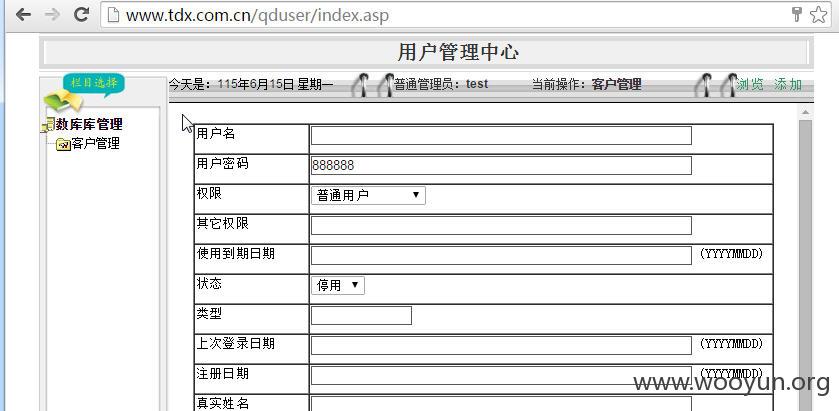 www.tdx.com.cn/qduser/index.asp
用户管理中心
栏目选择
今天是：115年6月15日 星期一 普通管理员：test 当前操作：客户管理 浏览 添加
数库库管理
客户管理
用户名
用户密码 888888
权限 普通用户
其它权限
使用到期日期 (YYYYMMDD)
状态 停用
类型
上次登录日期 (YYYYMMDD)
注册日期 (YYYYMMDD)
www.wooyun.org
真实姓名